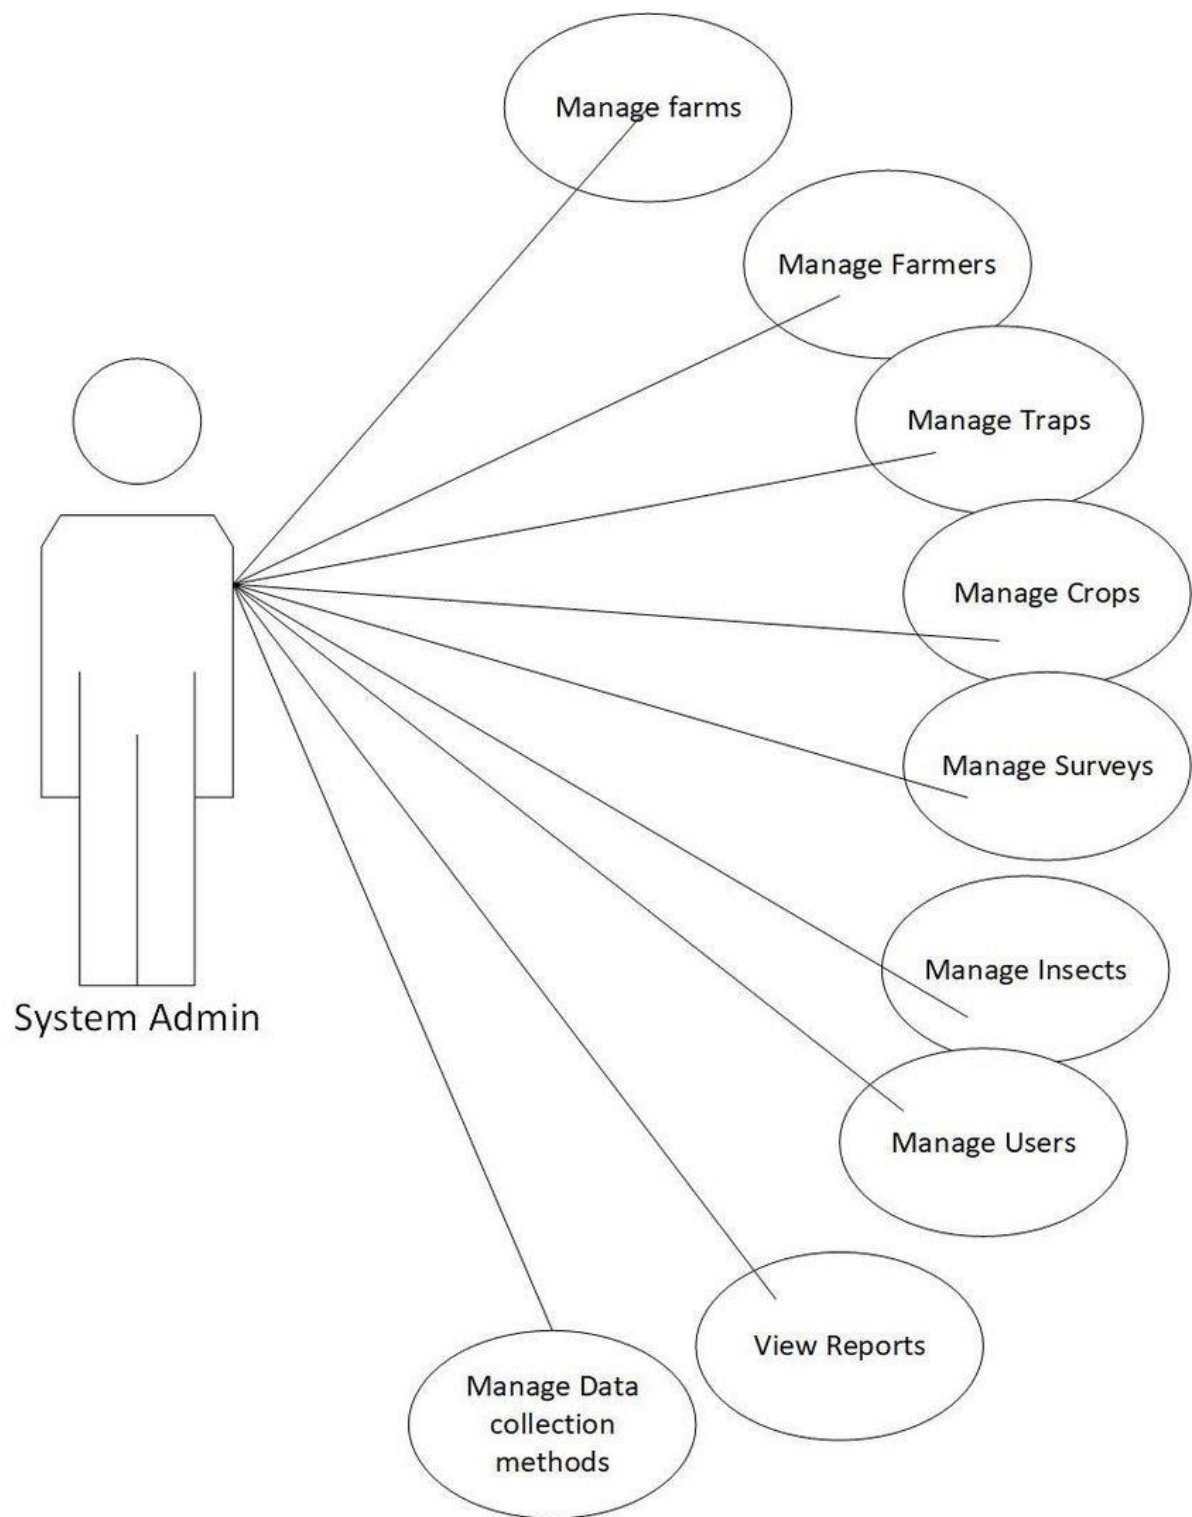 Manage farms
Manage Farmers
Manage Traps
Manage Crops
Manage Surveys
Manage Insects
System Admin
Manage Users
View Reports
Manage Data
collection
methods